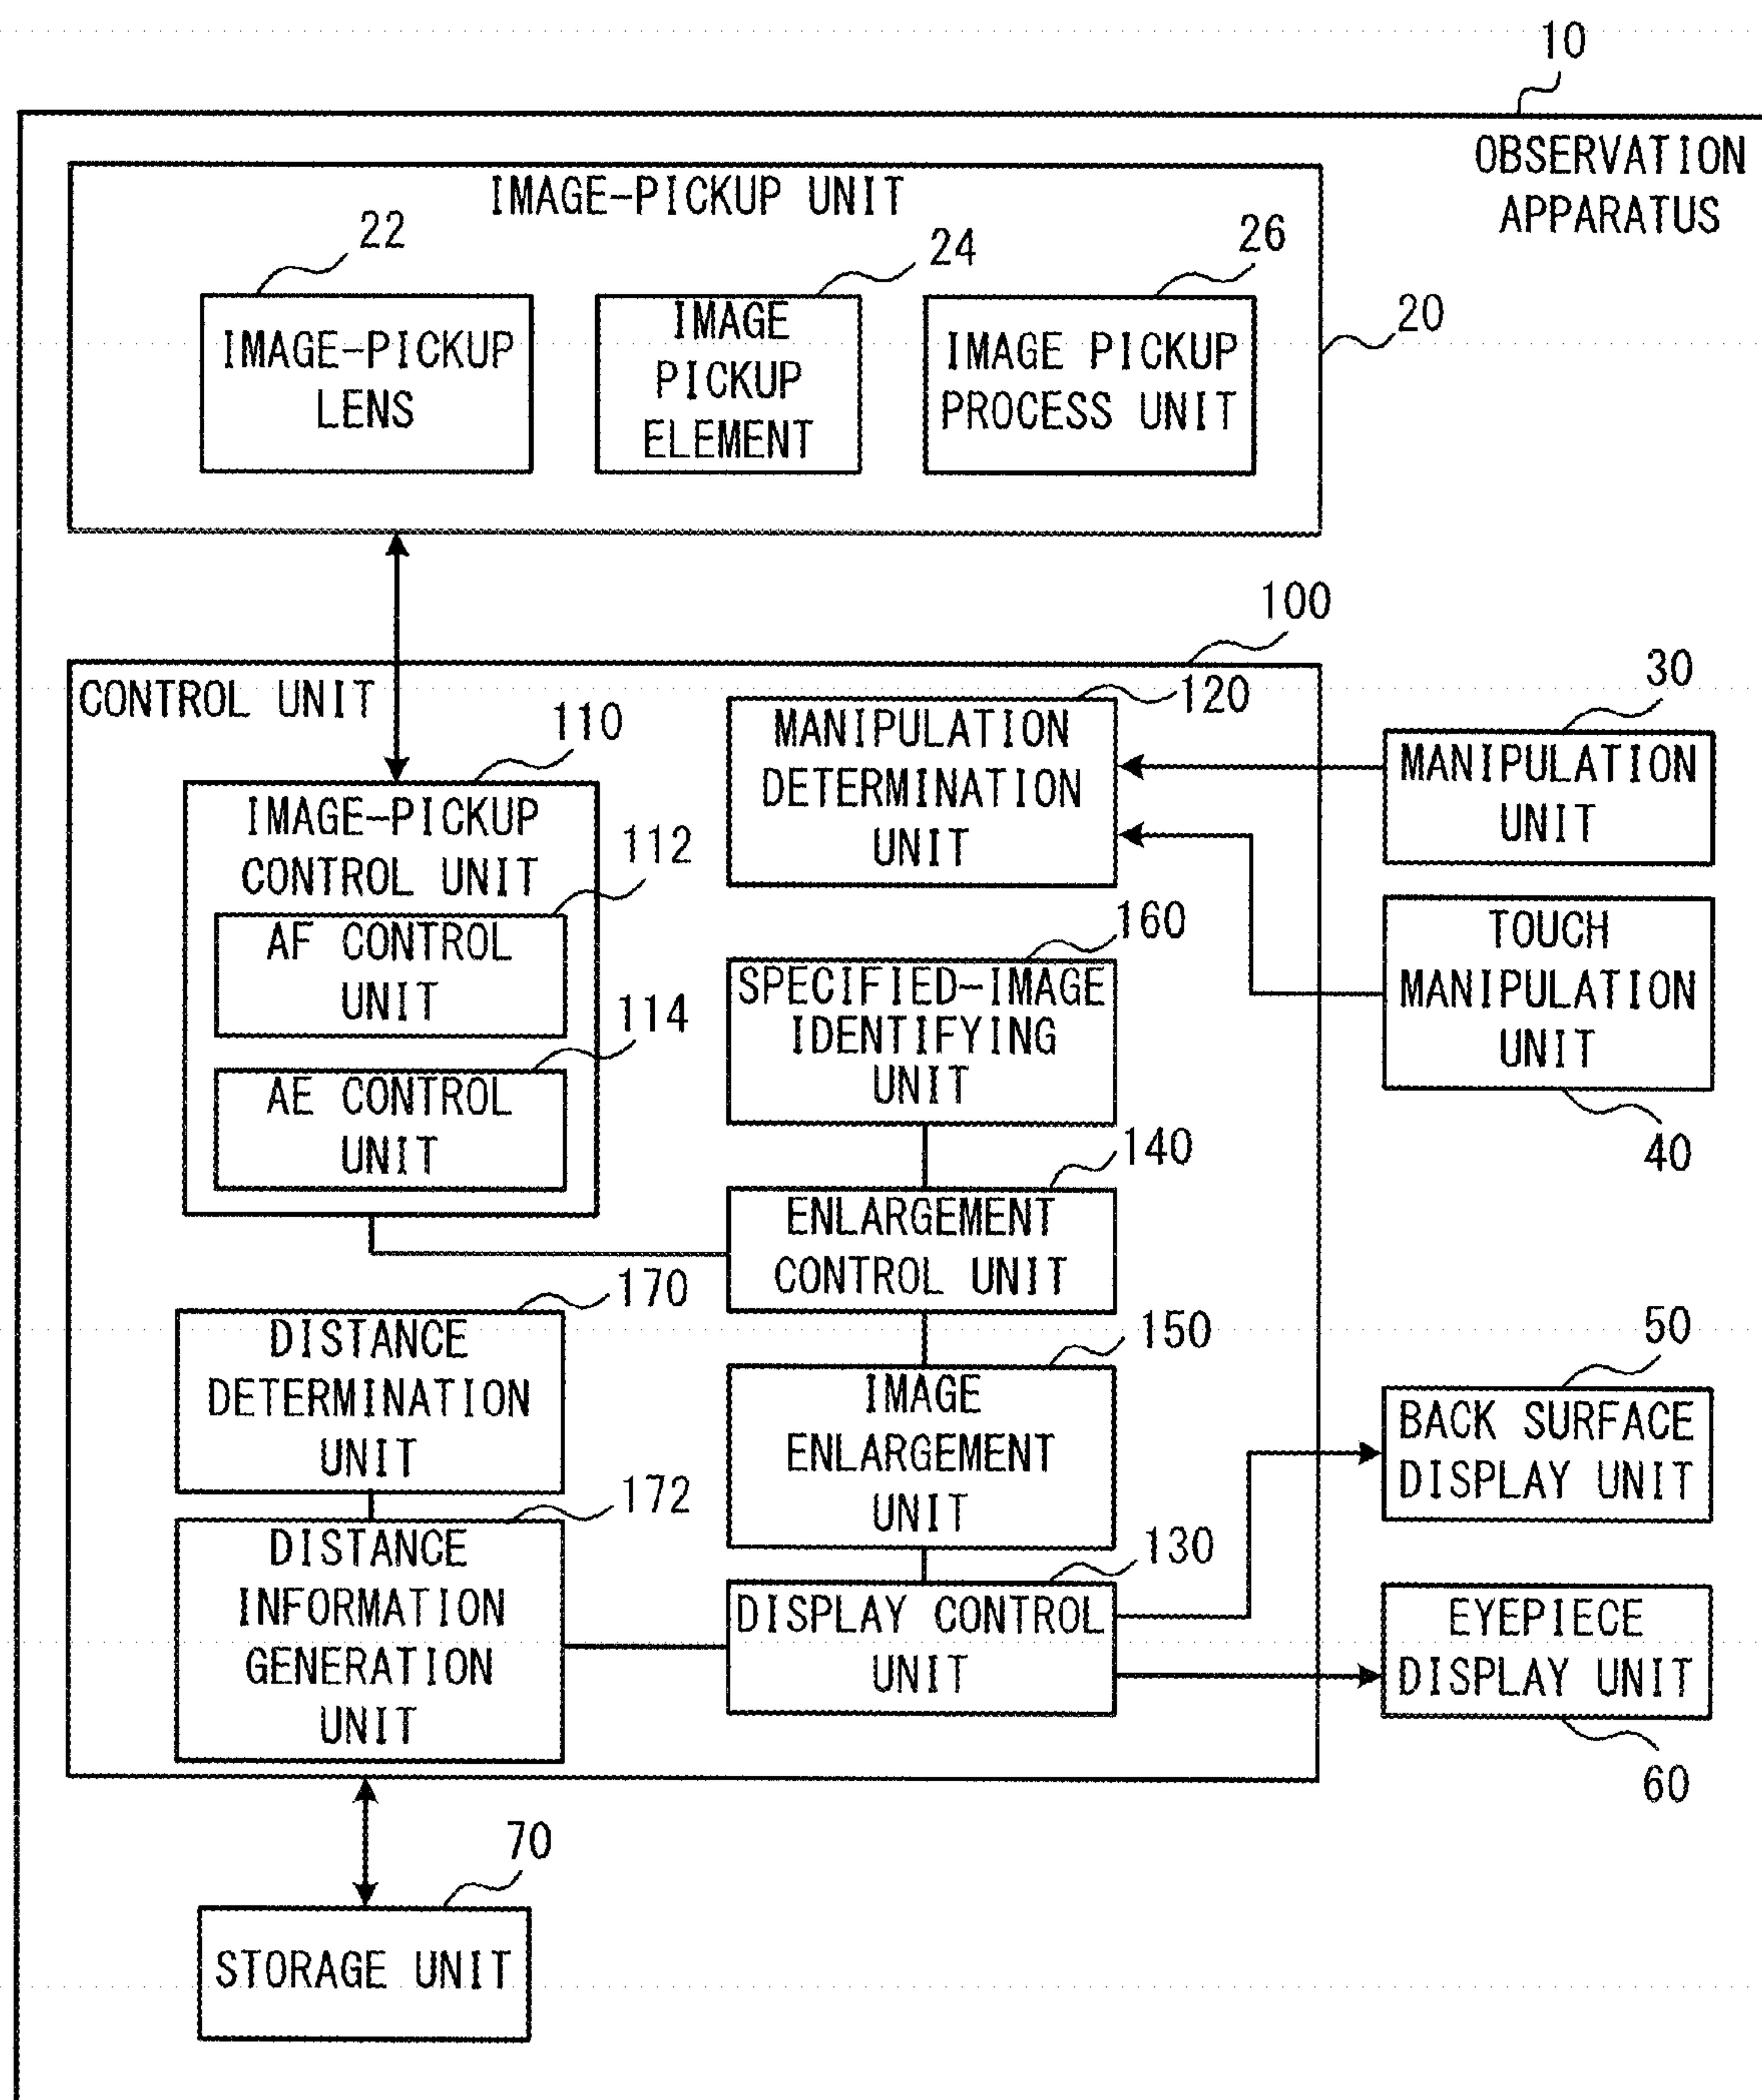 10
OBSERVATION
APPARATUS
IMAGE-PICKUP UNIT
22
24
26
20
IMAGE-PICKUP
LENS
IMAGE
PICKUP
ELEMENT
IMAGE PICKUP
PROCESS UNIT
100
CONTROL UNIT
110
IMAGE-PICKUP
CONTROL UNIT
112
AF CONTROL
UNIT
114
AE CONTROL
UNIT
120
MANIPULATION
DETERMINATION
UNIT
30
MANIPULATION
UNIT
TOUCH
MANIPULATION
UNIT
40
160
SPECIFIED-IMAGE
IDENTIFYING
UNIT
140
ENLARGEMENT
CONTROL UNIT
170
DISTANCE
DETERMINATION
UNIT
150
IMAGE
ENLARGEMENT
UNIT
50
BACK SURFACE
DISPLAY UNIT
172
DISTANCE
INFORMATION
GENERATION
UNIT
130
DISPLAY CONTROL
UNIT
EYEPIECE
DISPLAY UNIT
60
70
STORAGE UNIT